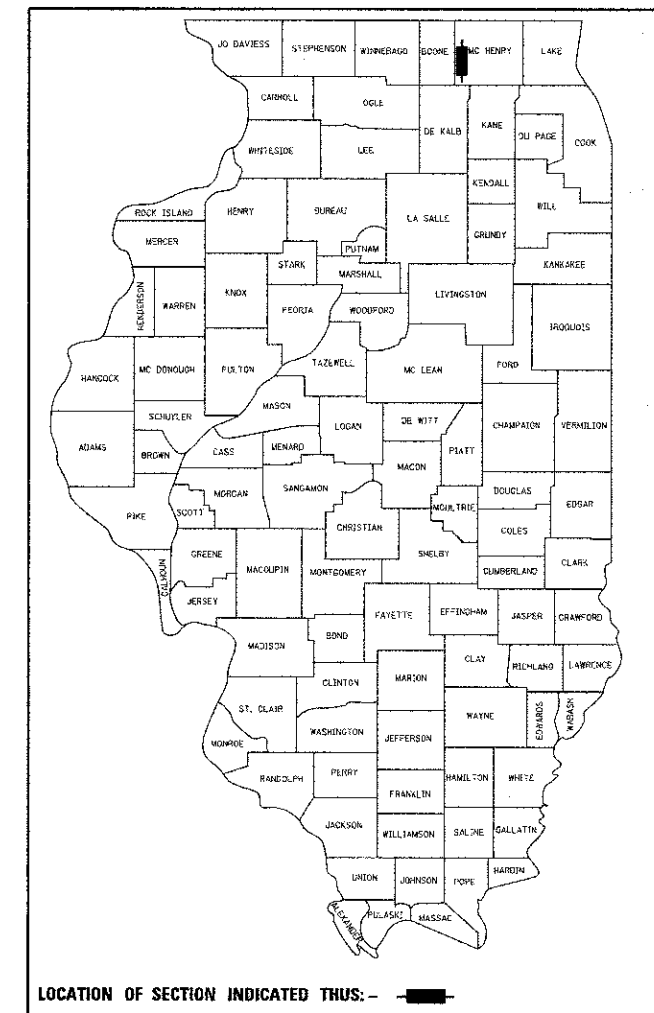 JO DAVIESS STEPHENSON WINNEBAGO BOONE MC HENRY LAKE
CARROLL OGLE DE KALB KANE DU PAGE COOK
WHITESIDE LEE KENDALL WILL
ROCK ISLAND HENRY BUREAU LA SALLE GRUNDY
MERCER PUTNAM KANKAKEE
STARK MARSHALL
HENDERSON WARREN KNOX PEORIA WOODFORD LIVINGSTON IROQUOIS
HANCOCK MC DONOUGH FULTON TAZEWELL MC LEAN FORD
SCHUYLER MASON LOGAN DE WITT CHAMPAIGN VERMILION
ADAMS BROWN CASS MENARD MACON PIATT
PIKE SCOTT MORGAN SANGAMON CHRISTIAN MOULTRIE DOUGLAS EDGAR
COLES
GREENE MACOUPIN MONTGOMERY SHELBY CUMBERLAND CLARK
CALHOUN JERSEY FAYETTE EFFINGHAM JASPER CRAWFORD
MADISON BOND CLAY RICHLAND LAWRENCE
CLINTON MARION
ST. CLAIR WASHINGTON JEFFERSON WAYNE EDWARDS WABASH
MONROE
RANDOLPH PERRY FRANKLIN HAMILTON WHITE
JACKSON WILLIAMSON SALINE GALLATIN
UNION JOHNSON POPE HARDIN
ALEXANDER PULASKI MASSAC
LOCATION OF SECTION INDICATED THUS:-